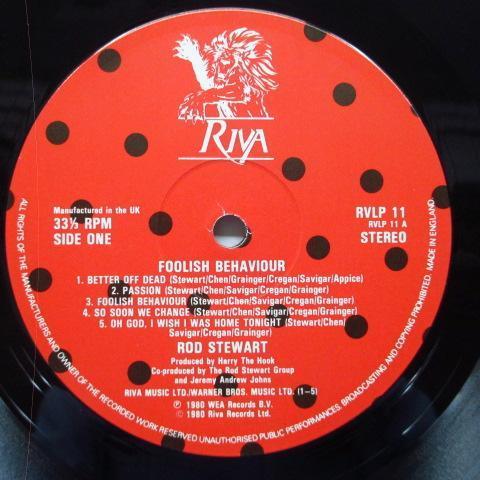 RIVA
Manufactured in the UK
33⅓ RPM
SIDE ONE
RVLP 11
RVLP 11 A
STEREO
FOOLISH BEHAVIOUR
1. BETTER OFF DEAD (Stewart/Chen/Grainger/Cregan/Savigar/Appice)
2. PASSION (Stewart/Chen/Savigar/Cregan/Grainger)
3. FOOLISH BEHAVIOUR (Stewart/Chen/Grainger/Cregan/Savigar)
4. SO SOON WE CHANGE (Stewart/Chen/Savigar/Cregan/Grainger)
5. OH GOD, I WISH I WAS HOME TONIGHT (Stewart/Chen/
Savigar/Cregan/Grainger)
ROD STEWART
Produced by Harry The Hook
Co-produced by The Rod Stewart Group
and Jeremy Andrew Johns
RIVA MUSIC LTD./WARNER BROS. MUSIC LTD. (1-5)
℗ 1980 WEA Records B.V.
© 1980 Riva Records Ltd.
ALL RIGHTS OF THE MANUFACTURERS AND OWNER OF THE RECORDED WORK RESERVED UNAUTHORISED PUBLIC PERFORMANCES, BROADCASTING AND COPYING PROHIBITED. MADE IN ENGLAND